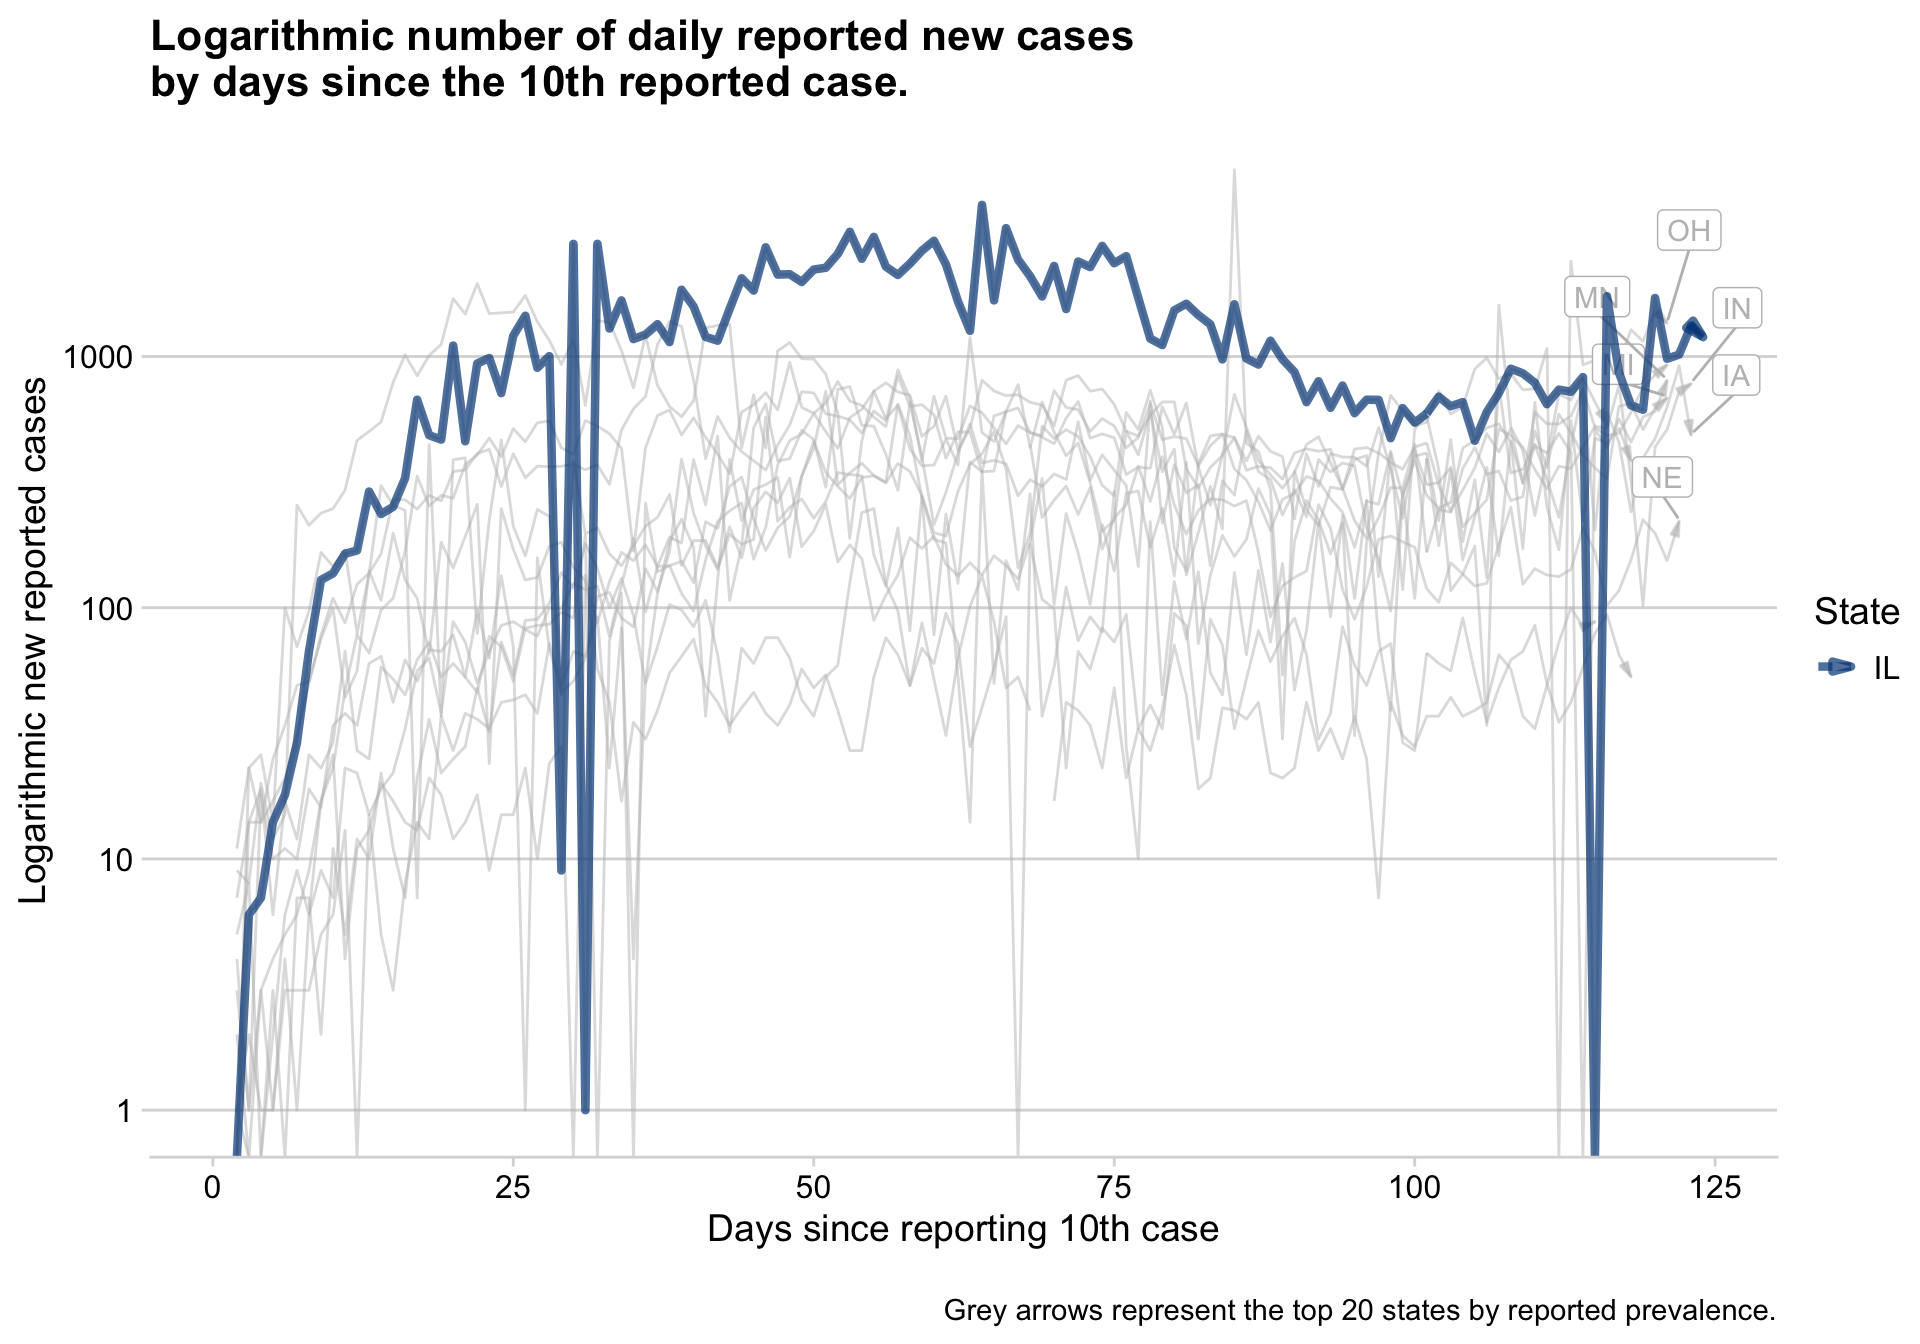 Logarithmic number of daily reported new cases
by days since the 10th reported case.
Logarithmic new reported cases
1000
100
10
1
OH
MN
IN
MI
IA
NE
State
IL
0 25 50 75 100 125
Days since reporting 10th case
Grey arrows represent the top 20 states by reported prevalence.